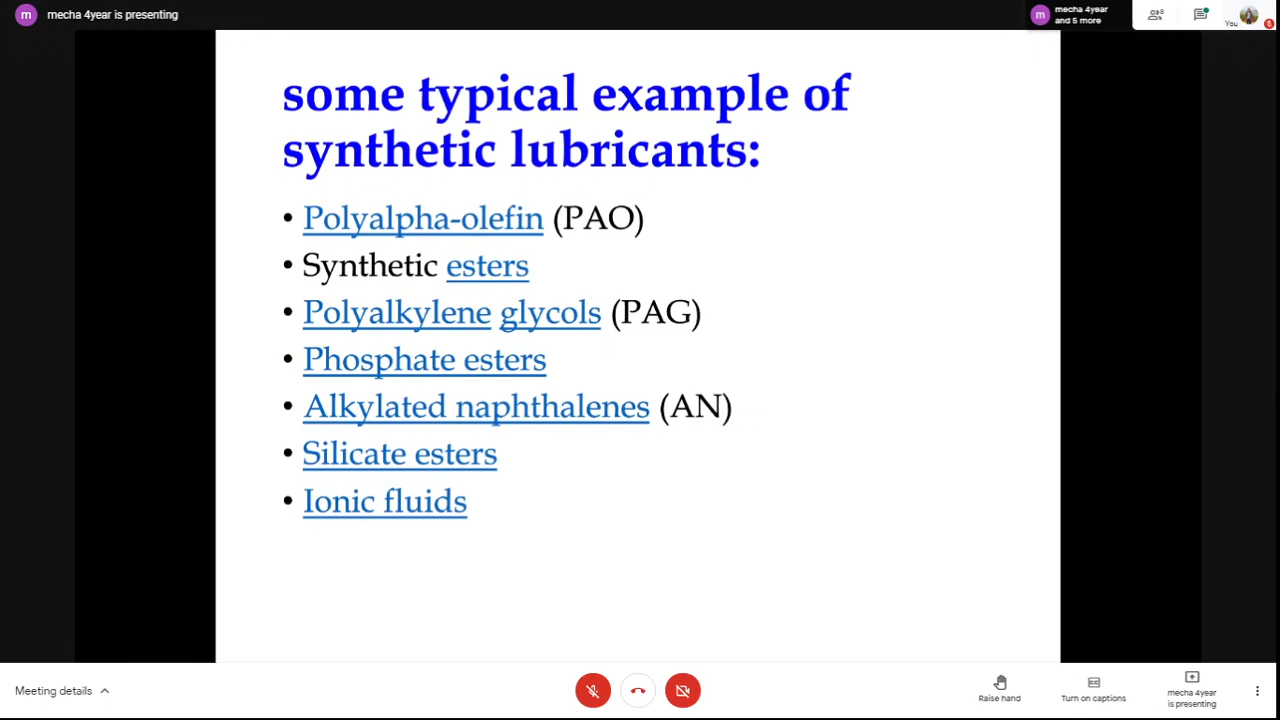 m mecha 4year is presenting
m mecha 4year
and 5 more
8
You
some typical example of
synthetic lubricants:
• Polyalpha-olefin (PAO)
• Synthetic esters
• Polyalkylene glycols (PAG)
• Phosphate esters
• Alkylated naphthalenes (AN)
• Silicate esters
• Ionic fluids
Meeting details
Raise hand
Turn on captions
mecha 4year
is presenting